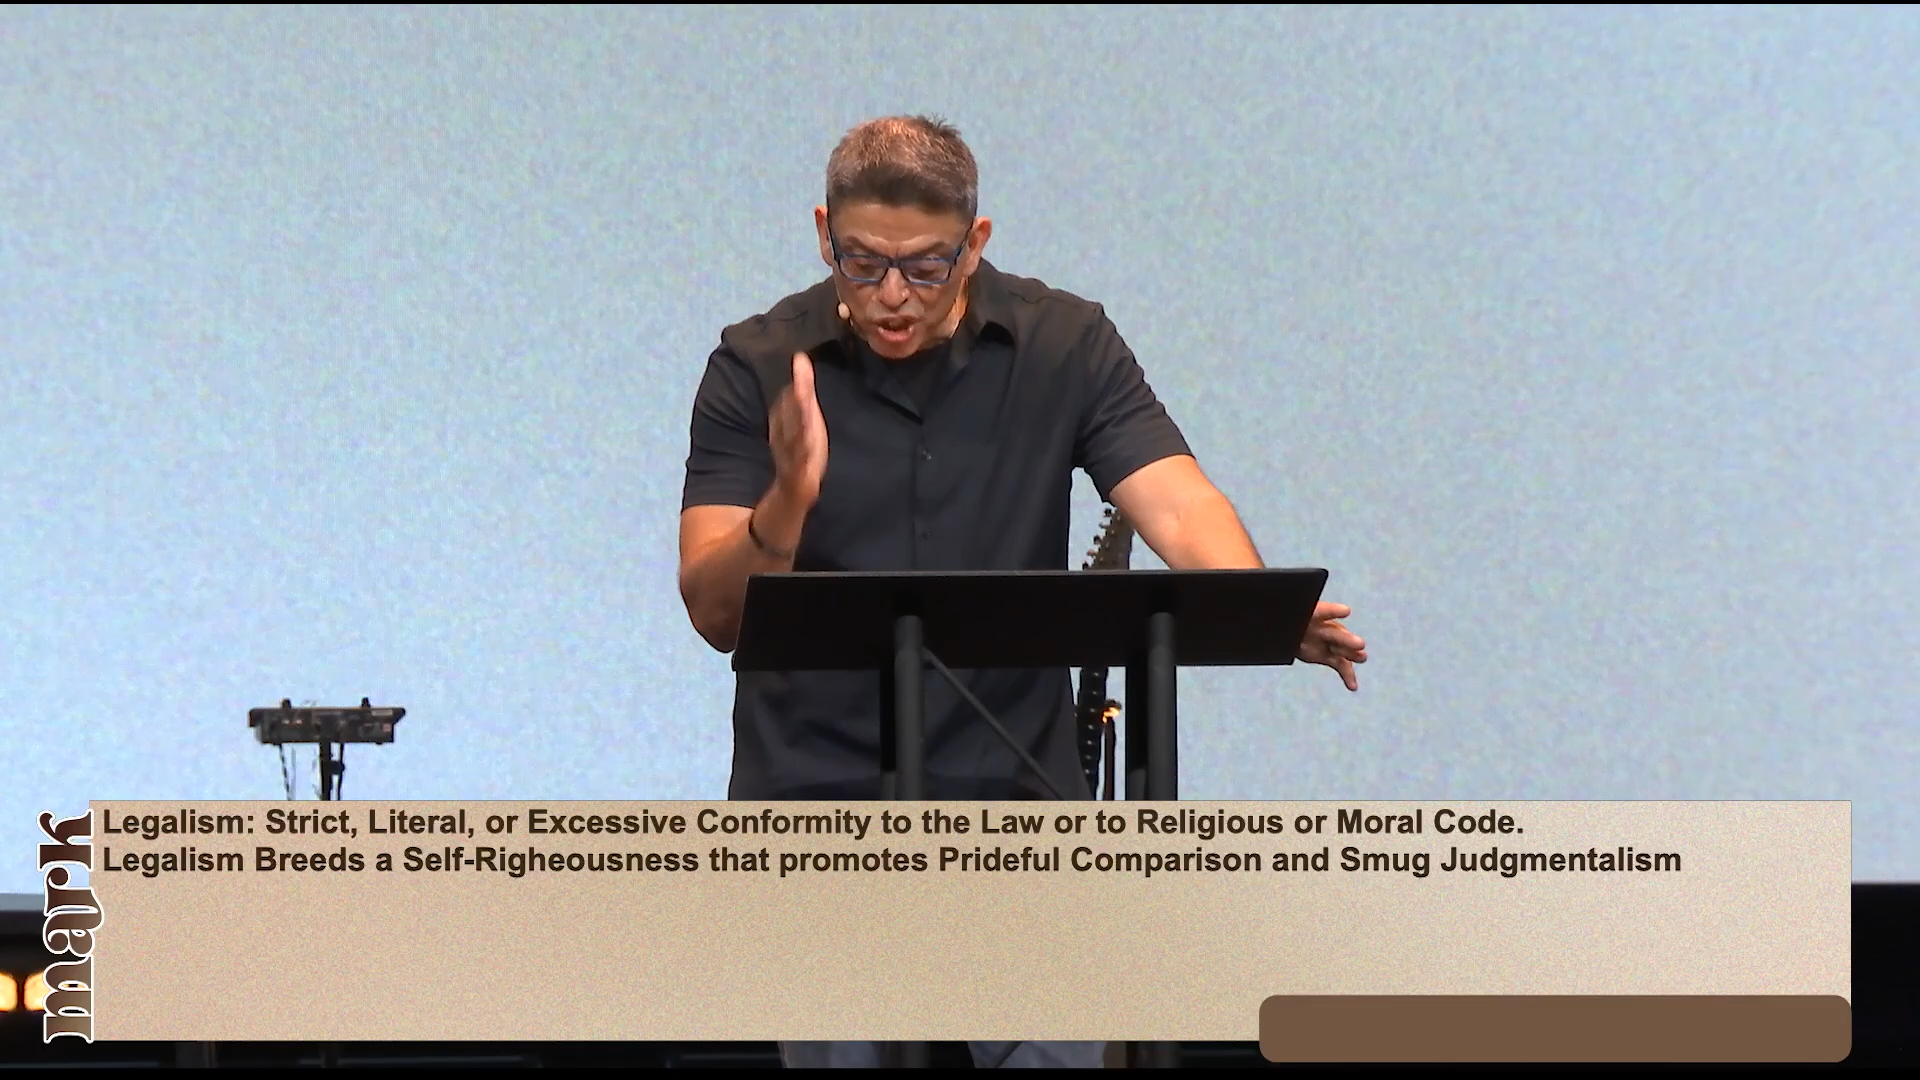 Legalism: Strict, Literal, or Excessive Conformity to the Law or to Religious or Moral Code.
Legalism Breeds a Self-Righeousness that promotes Prideful Comparison and Smug Judgmentalism
mark